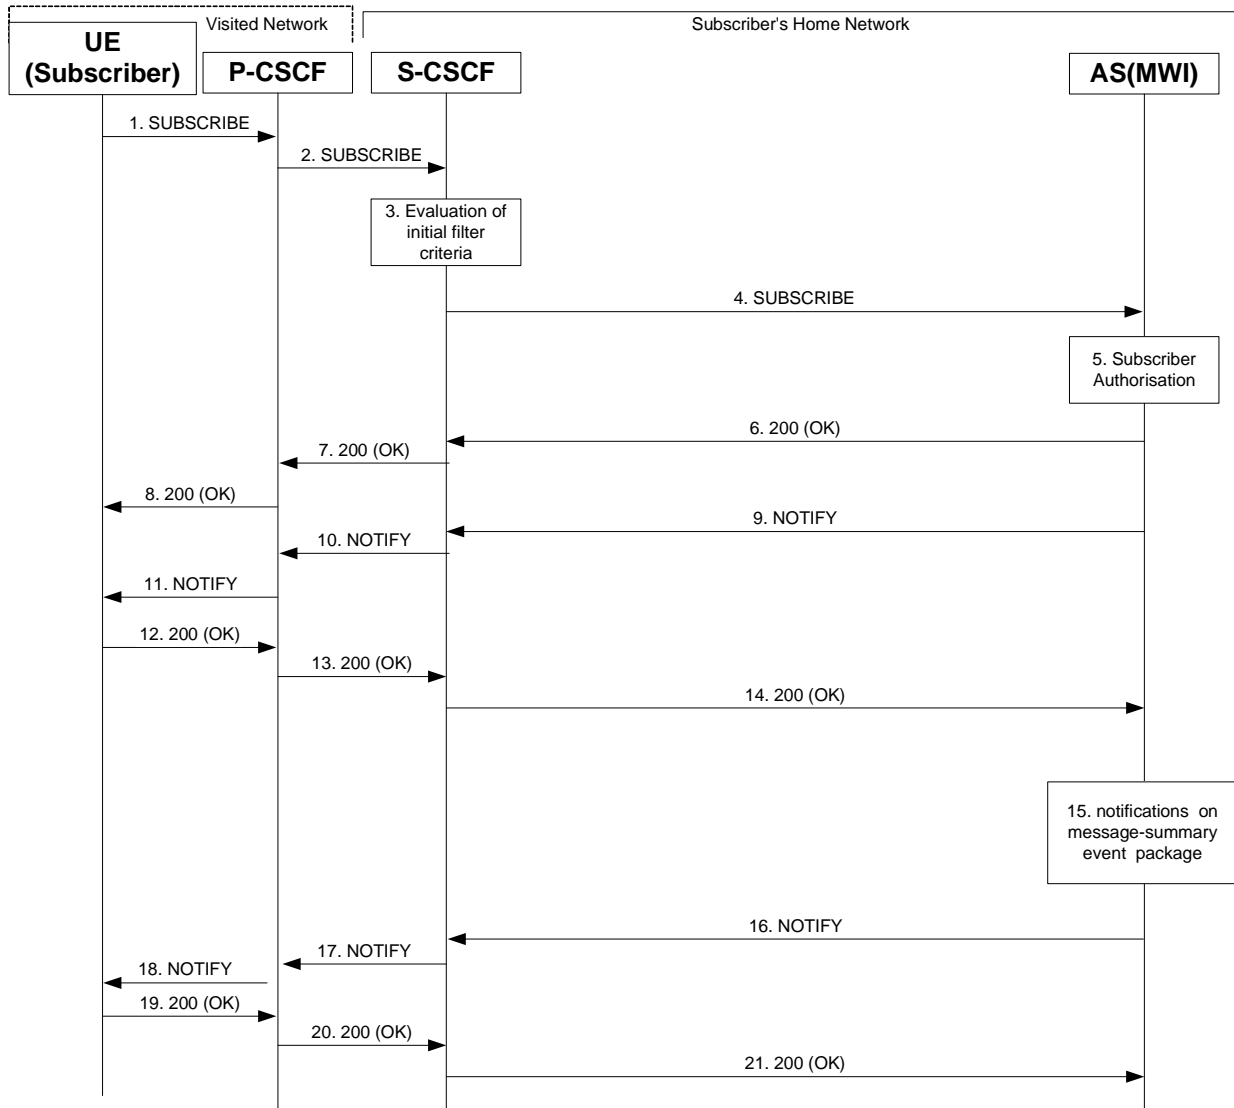 Visited Network
Subscriber's Home Network
UE
(Subscriber)
P-CSCF
S-CSCF
AS(MWI)
1. SUBSCRIBE
2. SUBSCRIBE
3. Evaluation of
initial filter
criteria
4. SUBSCRIBE
5. Subscriber
Authorisation
6. 200 (OK)
7. 200 (OK)
8. 200 (OK)
9. NOTIFY
10. NOTIFY
11. NOTIFY
12. 200 (OK)
13. 200 (OK)
14. 200 (OK)
15. notifications on
message-summary
event package
16. NOTIFY
17. NOTIFY
18. NOTIFY
19. 200 (OK)
20. 200 (OK)
21. 200 (OK)